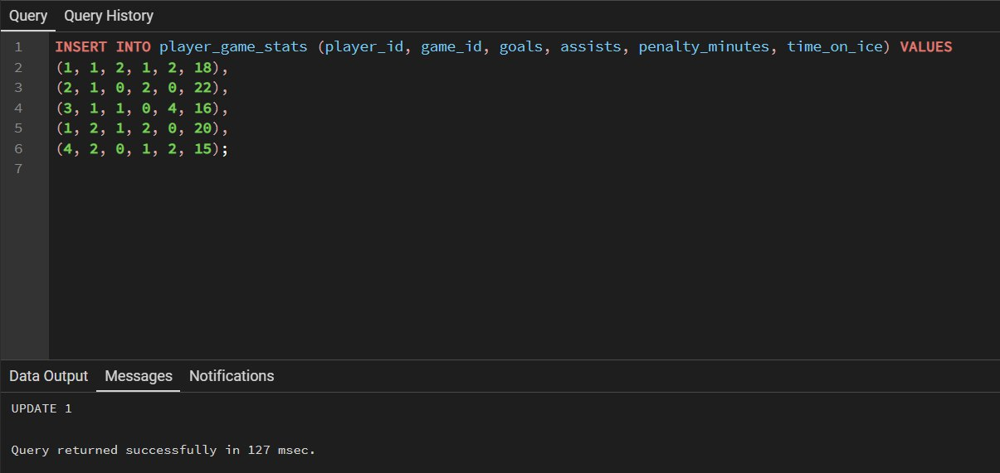 Query Query History
1 INSERT INTO player_game_stats (player_id, game_id, goals, assists, penalty_minutes, time_on_ice) VALUES
2 (1, 1, 2, 1, 2, 18),
3 (2, 1, 0, 2, 0, 22),
4 (3, 1, 1, 0, 4, 16),
5 (1, 2, 1, 2, 0, 20),
6 (4, 2, 0, 1, 2, 15);
7
Data Output Messages Notifications
UPDATE 1
Query returned successfully in 127 msec.